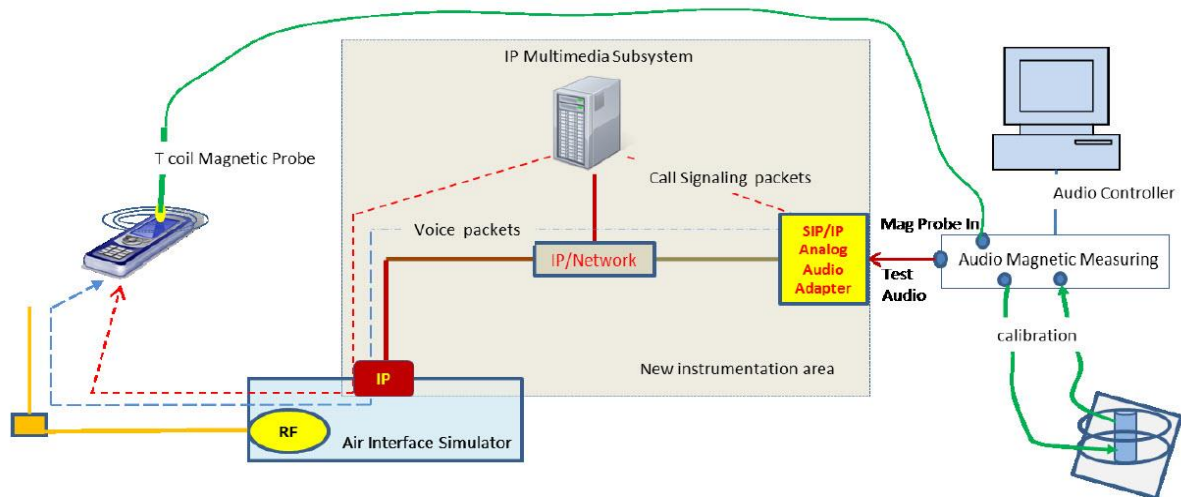 IP Multimedia Subsystem
T coil Magnetic Probe
Call Signaling packets
Audio Controller
Voice packets
SIP/IP
Analog
Audio
Adapter
Mag Probe In
IP/Network
Audio Magnetic Measuring
Test
Audio
calibration
IP
New instrumentation area
RF
Air Interface Simulator